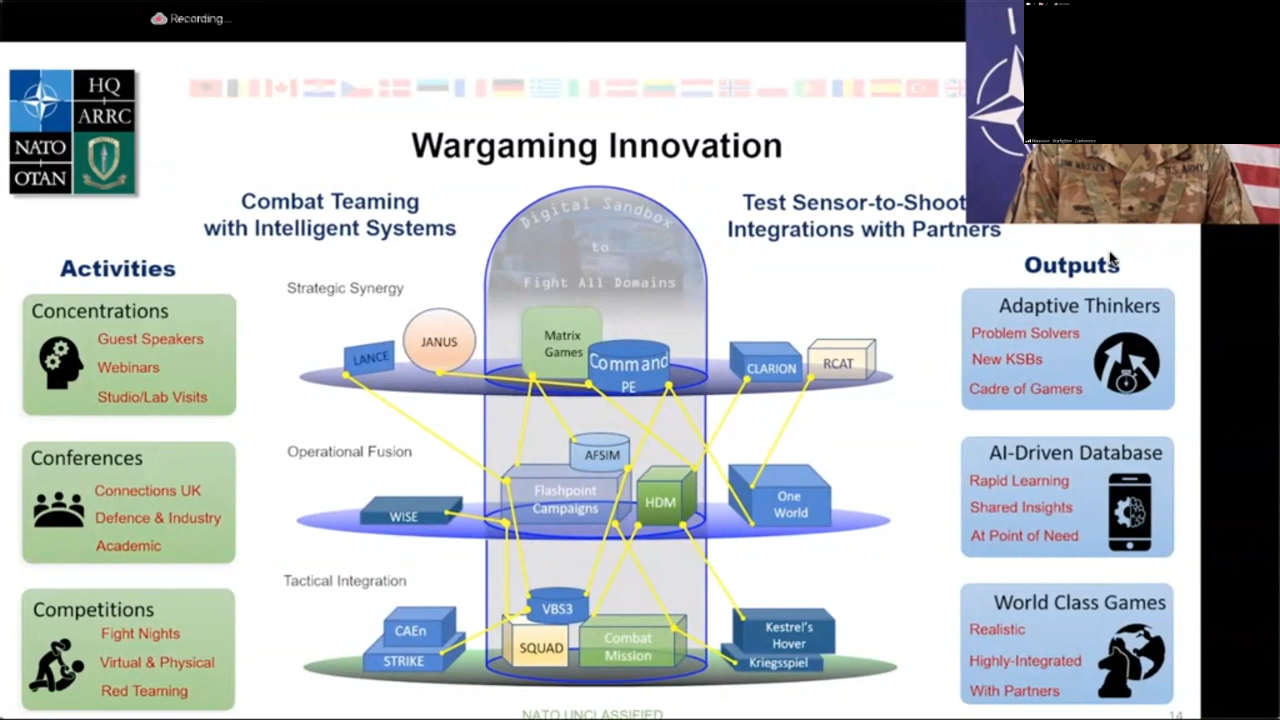 Recording...
HQ
ARRC
NATO
OTAN
Wargaming Innovation
Combat Teaming
with Intelligent Systems
Test Sensor-to-Shoot
Integrations with Partners
U.S. ARMY
Digital Sandbox
to
Fight All Domains
Activities
Concentrations
Guest Speakers
Webinars
Studio/Lab Visits
Conferences
Connections UK
Defence & Industry
Academic
Competitions
Fight Nights
Virtual & Physical
Red Teaming
Strategic Synergy
LANCE
JANUS
Matrix
Games
Command
PE
CLARION
RCAT
Operational Fusion
AFSIM
Flashpoint
Campaigns
HDM
One
World
WISE
Tactical Integration
VBS3
CAEn
STRIKE
SQUAD
Combat
Mission
Kestrel's
Hover
Kriegsspiel
Outputs
Adaptive Thinkers
Problem Solvers
New KSBs
Cadre of Gamers
AI-Driven Database
Rapid Learning
Shared Insights
At Point of Need
World Class Games
Realistic
Highly-Integrated
With Partners
NATO UNCLASSIFIED
14